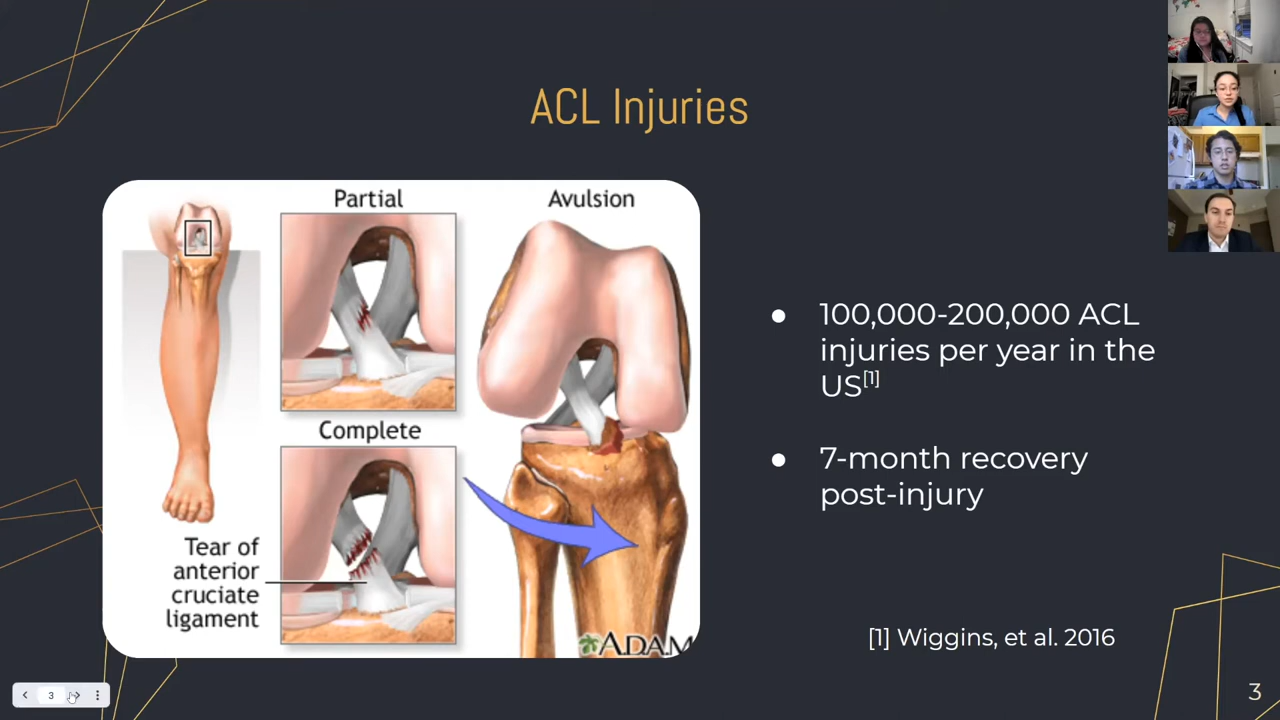 ACL Injuries
Partial
Avulsion
Complete
Tear of
anterior
cruciate
ligament
A.D.A.M.
● 100,000-200,000 ACL
injuries per year in the
US[1]
● 7-month recovery
post-injury
[1] Wiggins, et al. 2016
3
3